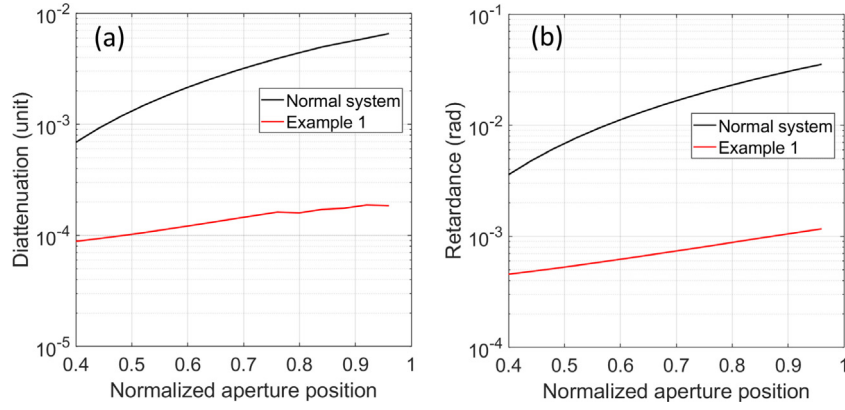 (a)
10⁻²
10⁻³
10⁻⁴
10⁻⁵
Diattenuation (unit)
Normal system
Example 1
0.4 0.5 0.6 0.7 0.8 0.9 1
Normalized aperture position
(b)
10⁻¹
10⁻²
10⁻³
10⁻⁴
Retardance (rad)
Normal system
Example 1
0.4 0.5 0.6 0.7 0.8 0.9 1
Normalized aperture position